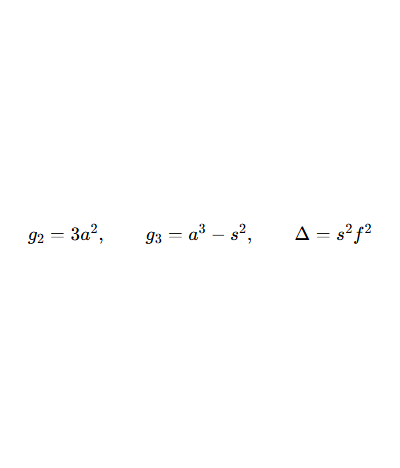 g₂ = 3a², g₃ = a³ − s², Δ = s²f²